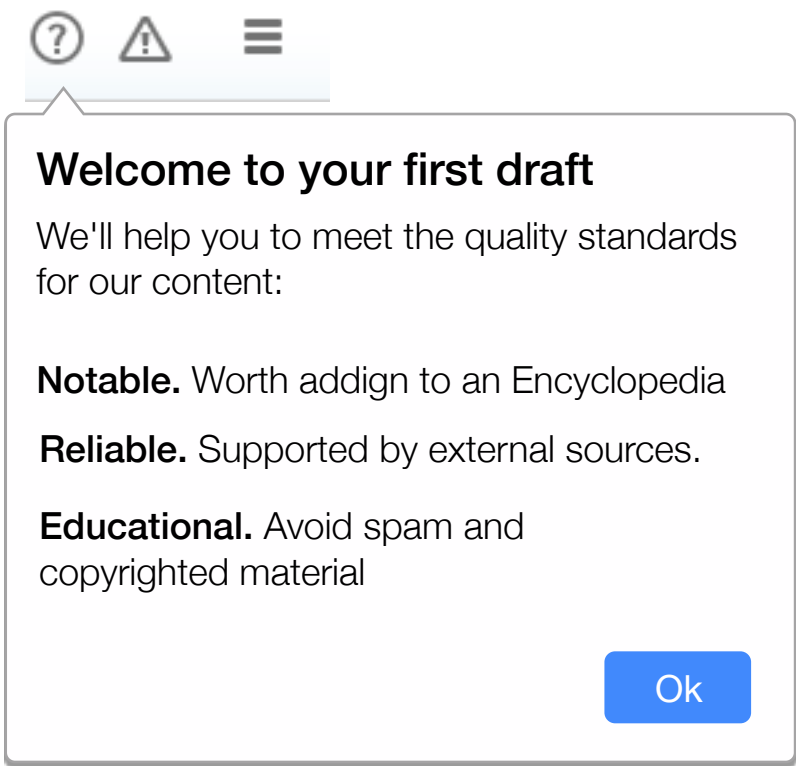 Welcome to your first draft
We'll help you to meet the quality standards
for our content:
Notable. Worth addign to an Encyclopedia
Reliable. Supported by external sources.
Educational. Avoid spam and
copyrighted material
Ok